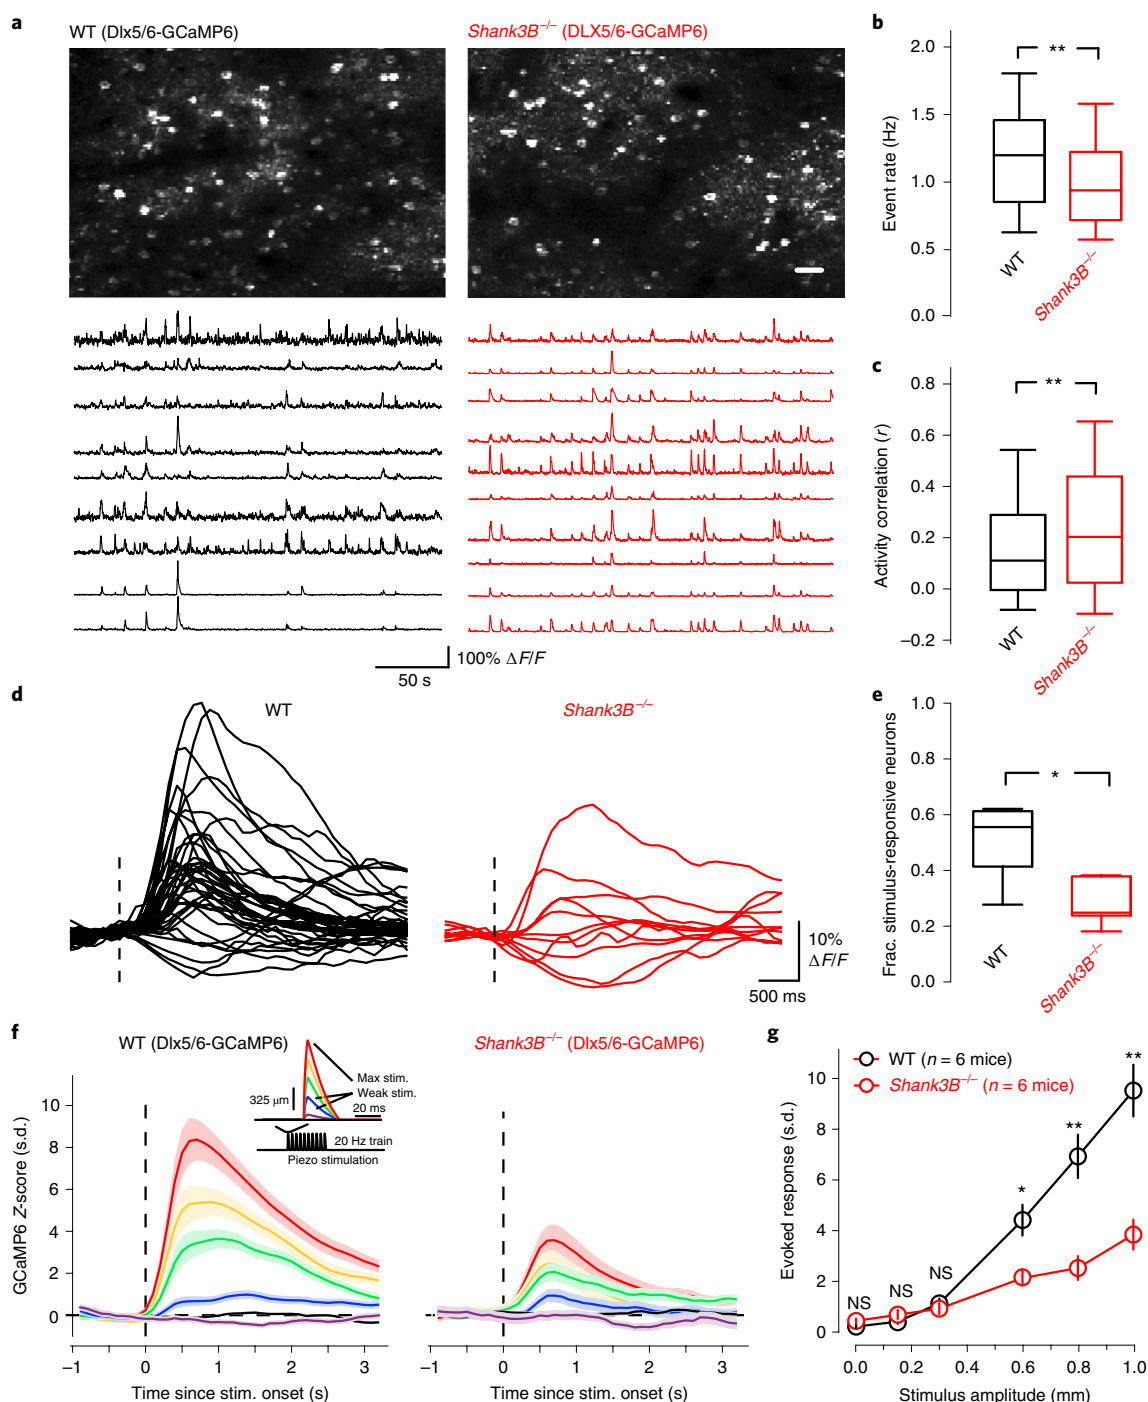 a
WT (Dlx5/6-GCaMP6)
Shank3B–/– (DLX5/6-GCaMP6)
100% ΔF/F
50 s
b
Event rate (Hz)
2.0
1.5
1.0
0.5
0.0
**
WT
Shank3B–/–
c
Activity correlation (r)
0.8
0.6
0.4
0.2
0.0
–0.2
**
WT
Shank3B–/–
d
WT
Shank3B–/–
10%
ΔF/F
500 ms
e
Frac. stimulus-responsive neurons
1.0
0.8
0.6
0.4
0.2
0.0
*
WT
Shank3B–/–
f
WT (Dlx5/6-GCaMP6)
Shank3B–/– (Dlx5/6-GCaMP6)
GCaMP6 Z-score (s.d.)
10
8
6
4
2
0
325 μm
Max stim.
Weak stim.
20 ms
20 Hz train
Piezo stimulation
–1 0 1 2 3
Time since stim. onset (s)
–1 0 1 2 3
Time since stim. onset (s)
g
WT (n = 6 mice)
Shank3B–/– (n = 6 mice)
Evoked response (s.d.)
10
8
6
4
2
0
NS
NS
NS
*
**
**
0.0 0.2 0.4 0.6 0.8 1.0
Stimulus amplitude (mm)